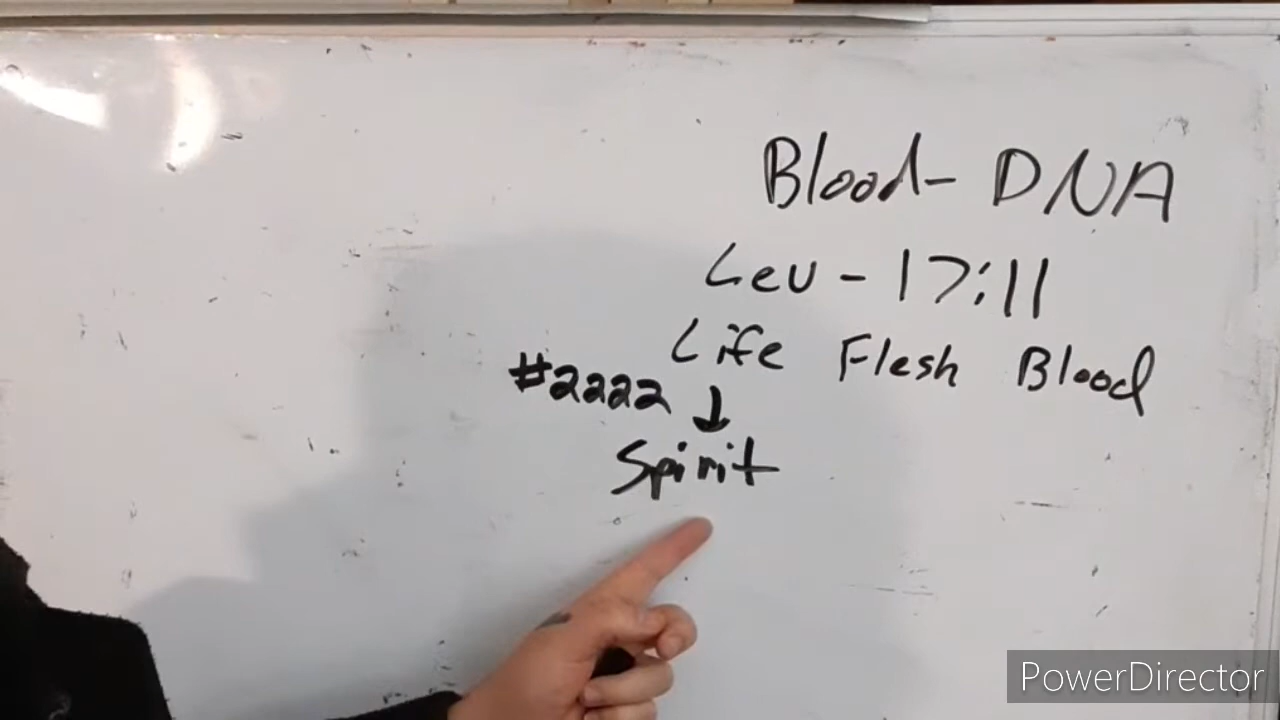 Blood - DNA
Lev - 17:11
Life Flesh Blood
#2222 ↓
Spirit
PowerDirector